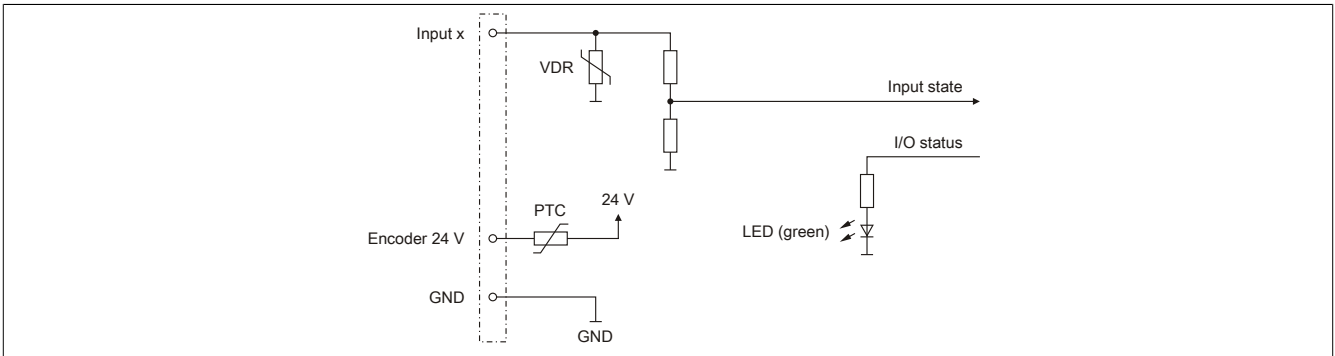 Input x
VDR
Input state
I/O status
24 V
PTC
LED (green)
Encoder 24 V
GND
GND